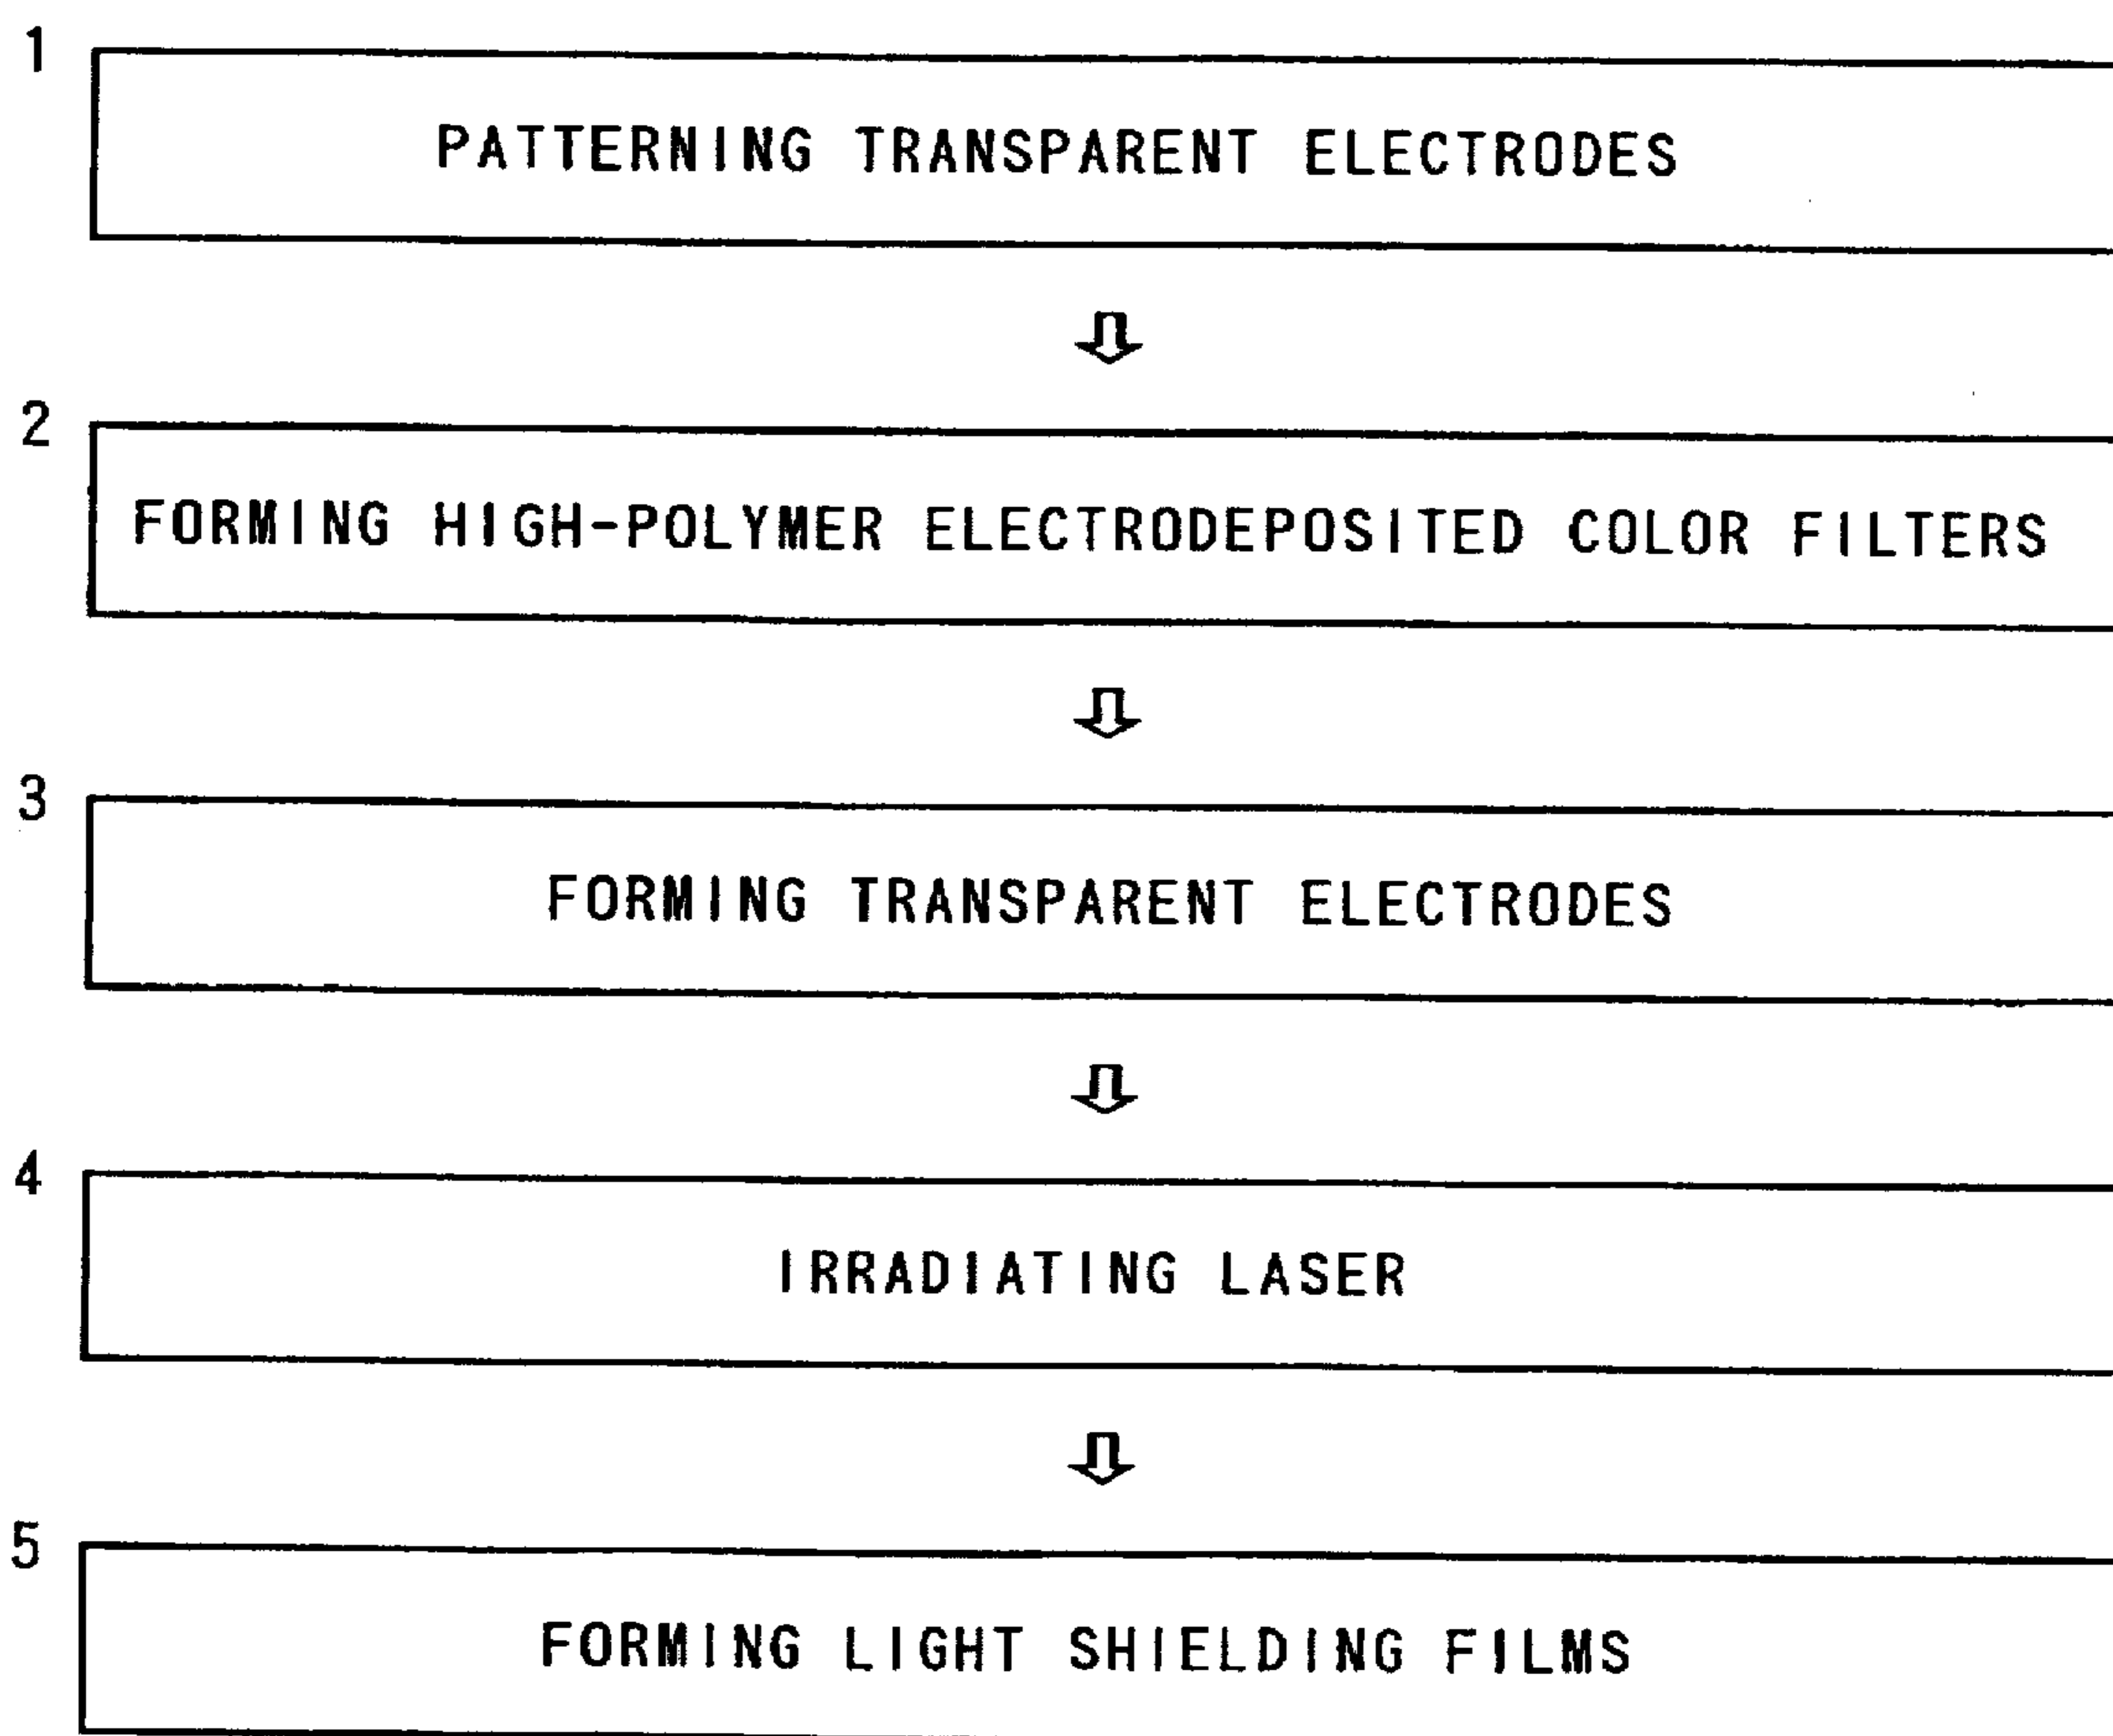 1
PATTERNING TRANSPARENT ELECTRODES
2
FORMING HIGH-POLYMER ELECTRODEPOSITED COLOR FILTERS
3
FORMING TRANSPARENT ELECTRODES
4
IRRADIATING LASER
5
FORMING LIGHT SHIELDING FILMS